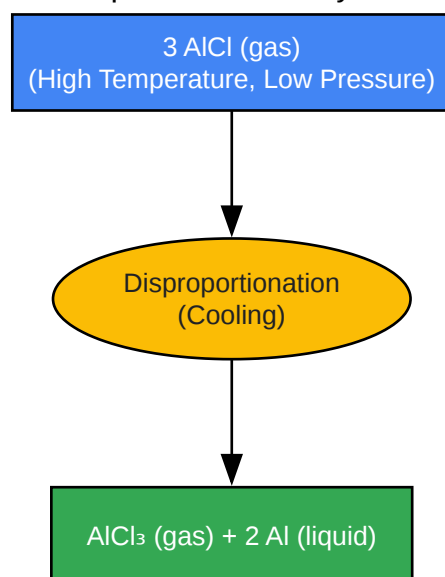 3 AlCl (gas)
(High Temperature, Low Pressure)
Disproportionation
(Cooling)
AlCl₃ (gas) + 2 Al (liquid)